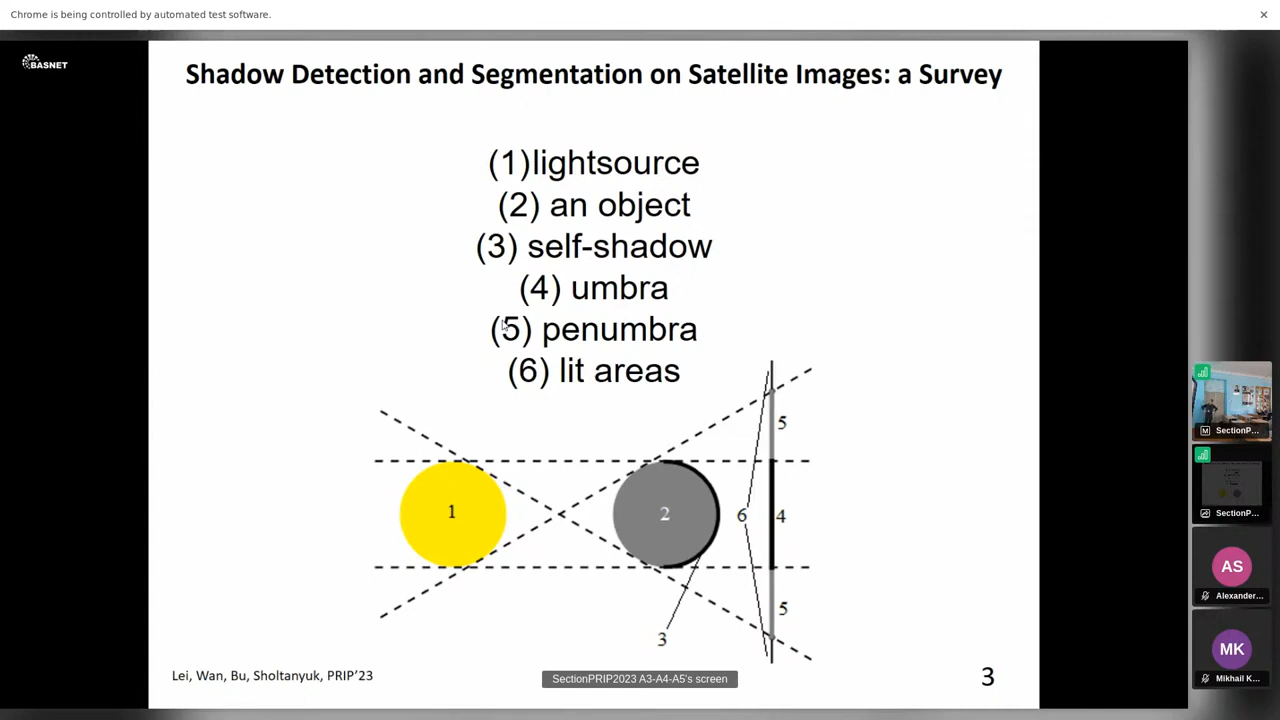 Chrome is being controlled by automated test software.
BASNET
Shadow Detection and Segmentation on Satellite Images: a Survey
(1)lightsource
(2) an object
(3) self-shadow
(4) umbra
(5) penumbra
(6) lit areas
5
1
2
6
4
5
3
Lei, Wan, Bu, Sholtanyuk, PRIP'23
SectionPRIP2023 A3-A4-A5's screen
3
M
SectionP...
SectionP...
AS
Alexander...
MK
Mikhail K...